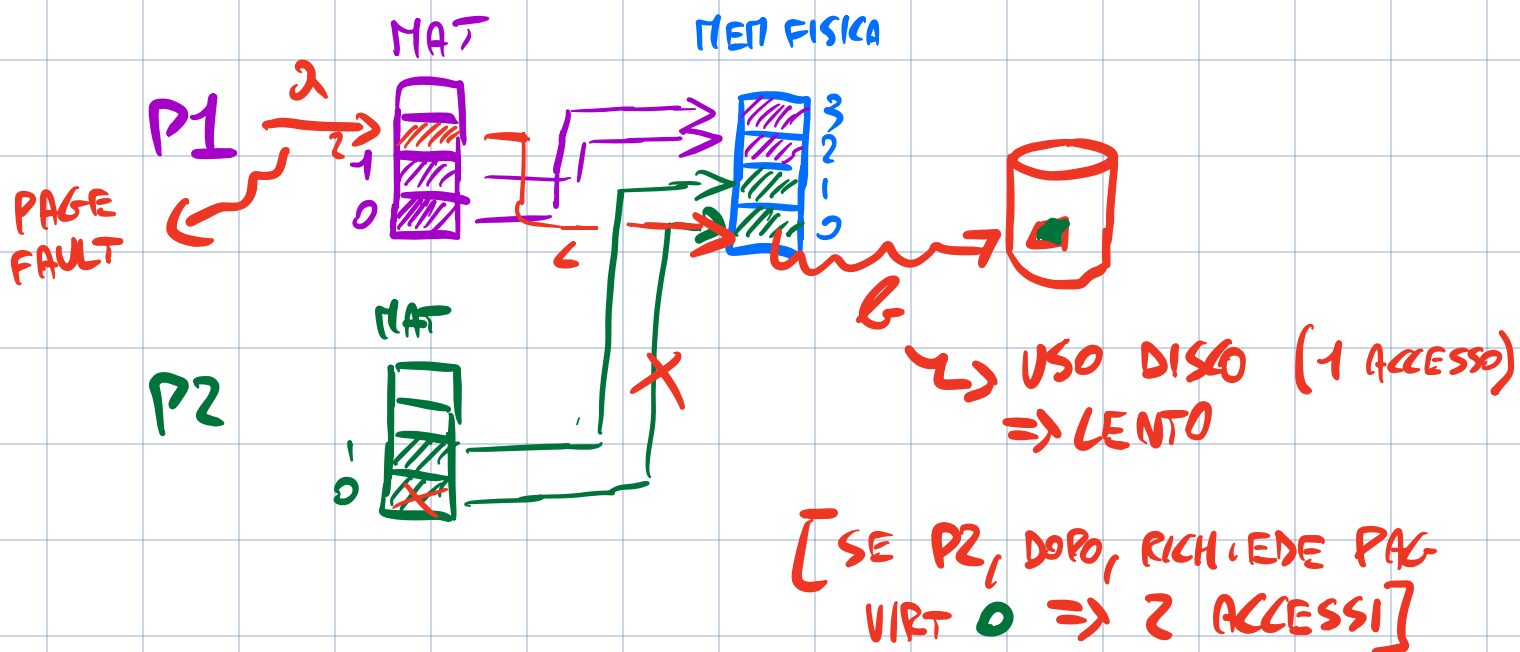 MAT
MEM FISICA
P1
2
2
1
0
PAGE
FAULT
3
2
1
0
c
b
MAT
P2
1
0
USO DISCO (1 ACCESSO)
=> LENTO
[SE P2, DOPO, RICHIEDE PAG
VIRT 0 => 2 ACCESSI]